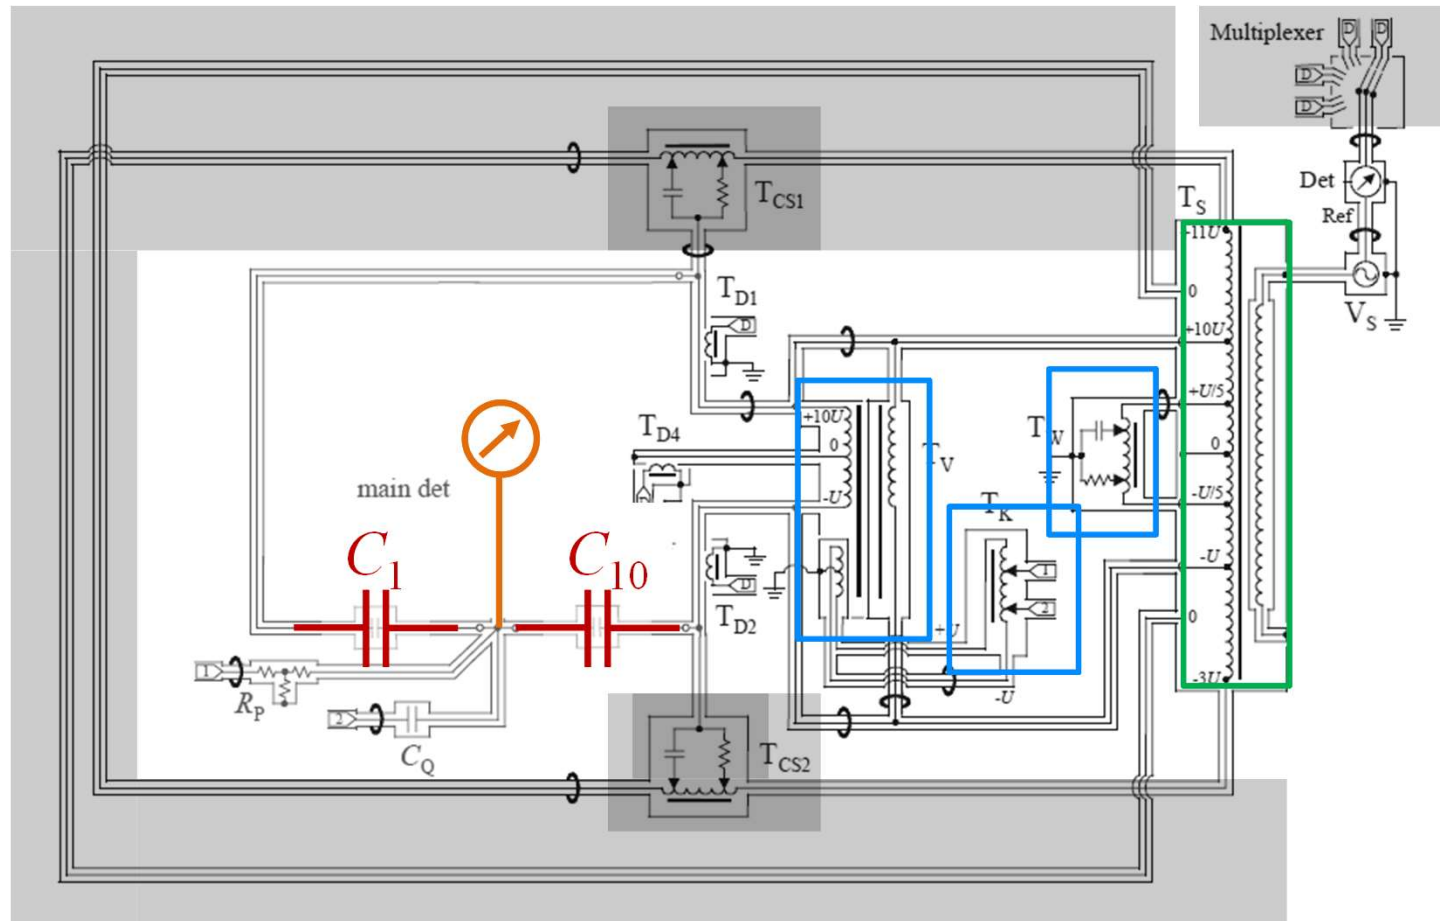 Multiplexer
D
D
D
D
Det
Ref
V_S
T_S
-11U
0
+10U
+U/5
0
-U/5
-U
0
-3U
T_CS1
T_D1
D
T_D4
+10U
0
-U
T_V
T_W
T_K
1
2
+U
-U
main det
C_1
C_10
T_D2
D
1
R_P
2
C_Q
T_CS2